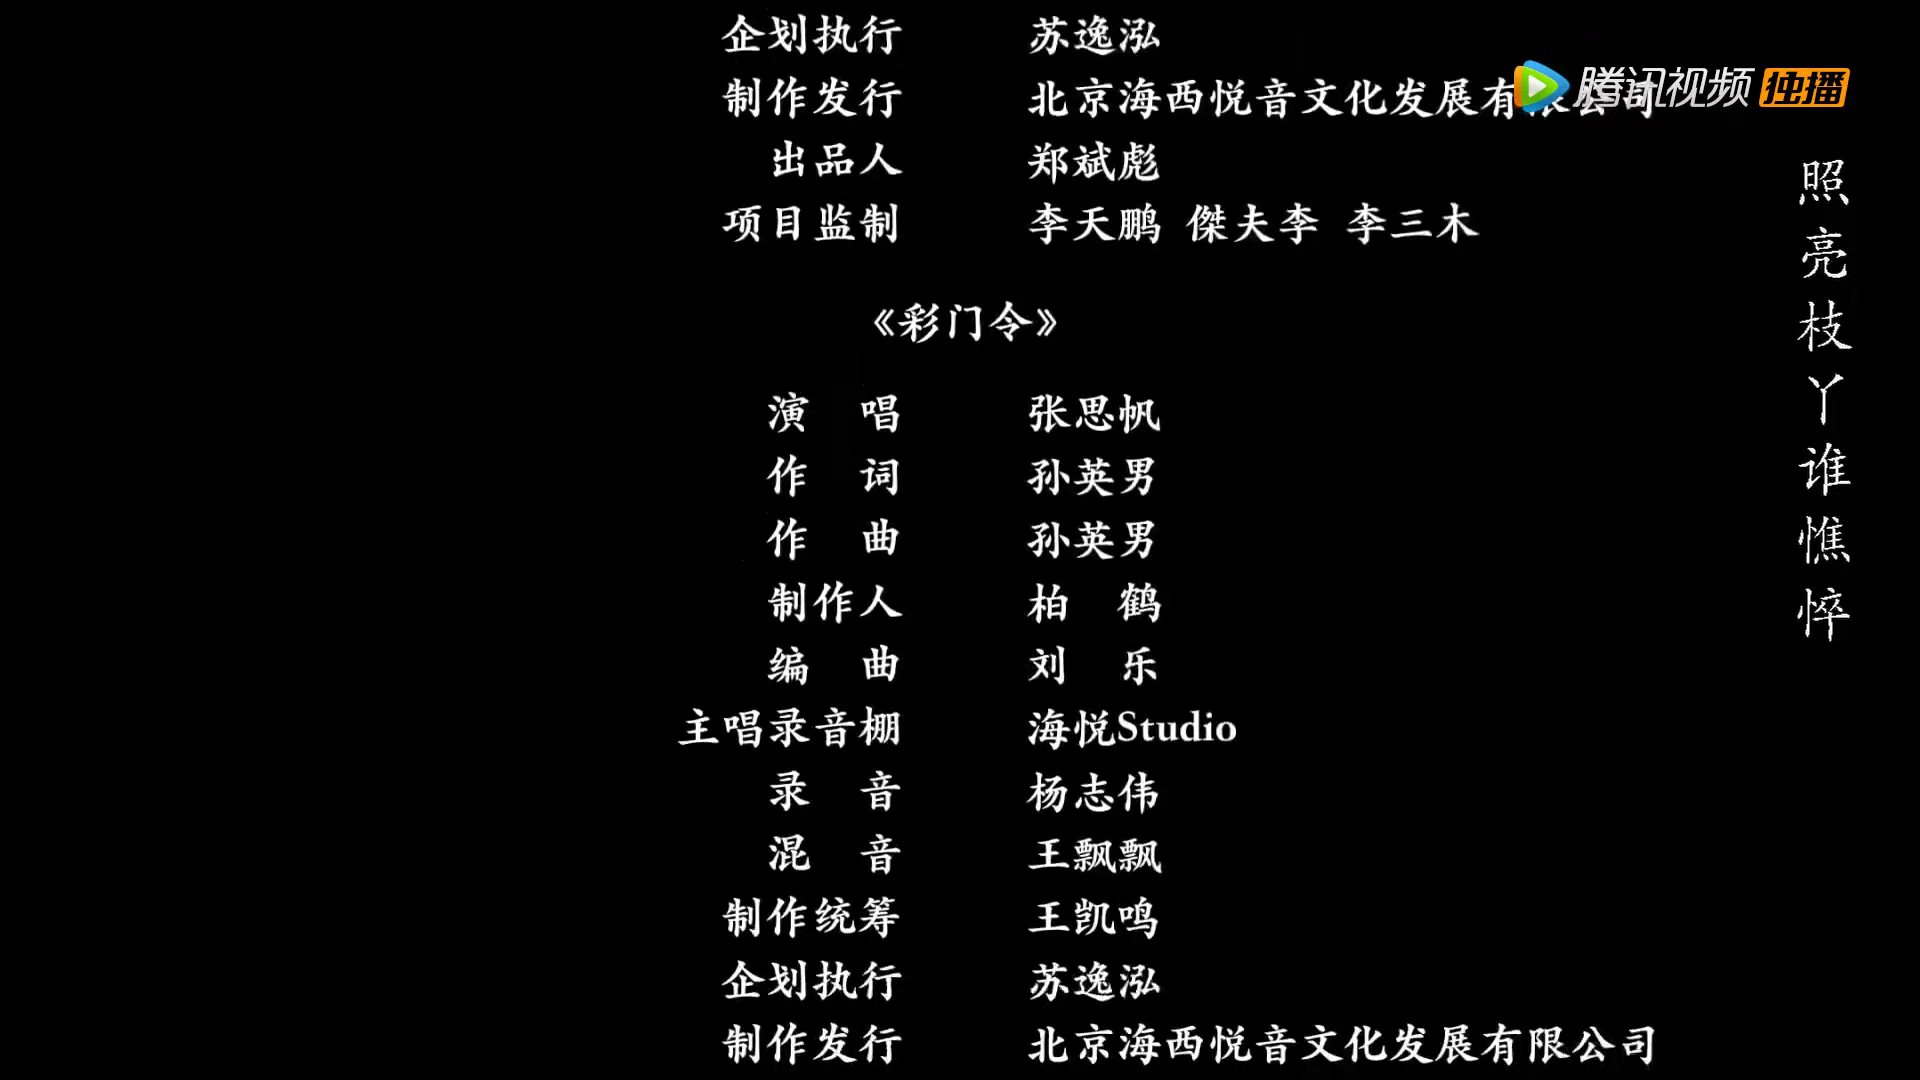 企划执行 苏逸泓
制作发行 北京海西悦音文化发展有限公司
腾讯视频 独播
出品人 郑斌彪
项目监制 李天鹏 傑夫李 李三木
《彩门令》
演 唱 张思帆
作 词 孙英男
作 曲 孙英男
制作人 柏 鹤
编 曲 刘 乐
主唱录音棚 海悦Studio
录 音 杨志伟
混 音 王飘飘
制作统筹 王凯鸣
企划执行 苏逸泓
制作发行 北京海西悦音文化发展有限公司
照亮枝丫谁憔悴